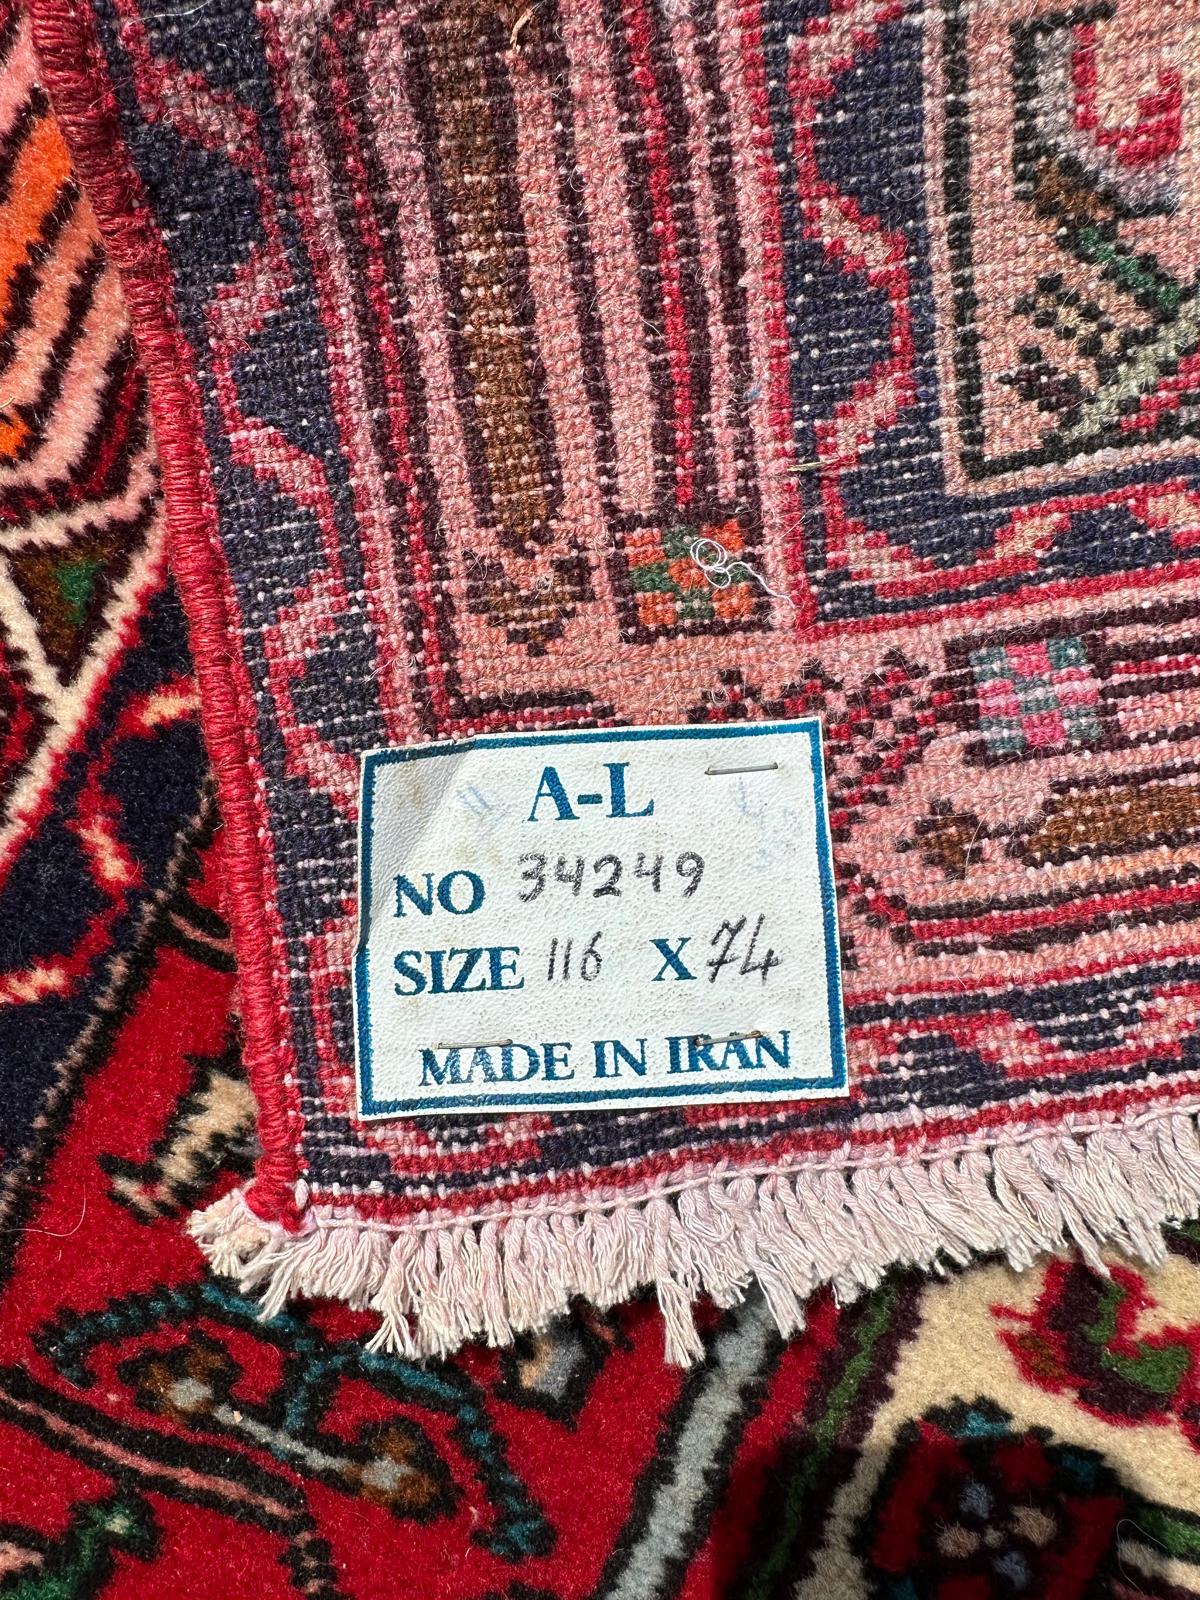 A-L
NO 34249
SIZE 116 X 74
MADE IN IRAN